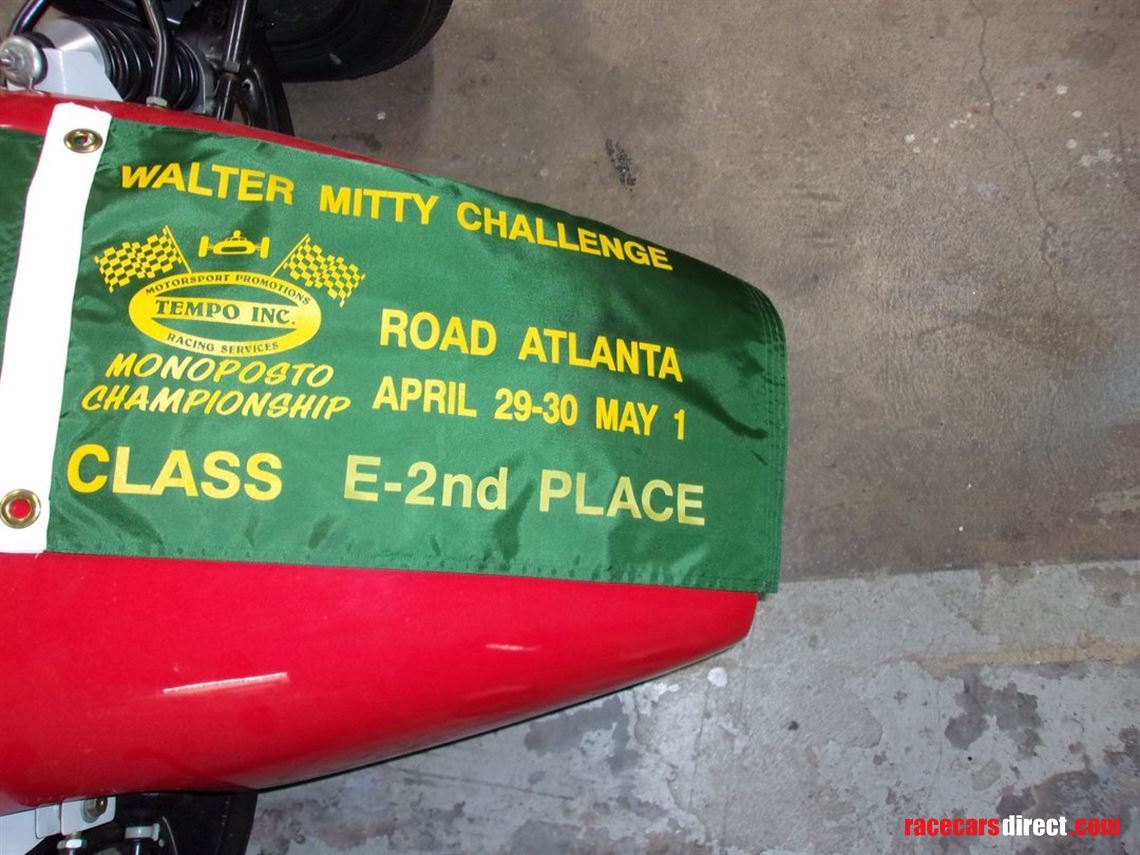 WALTER MITTY CHALLENGE
MOTORSPORT PROMOTIONS
TEMPO INC.
RACING SERVICES
MONOPOSTO
CHAMPIONSHIP
ROAD ATLANTA
APRIL 29-30 MAY 1
CLASS E-2nd PLACE
racecarsdirect.com